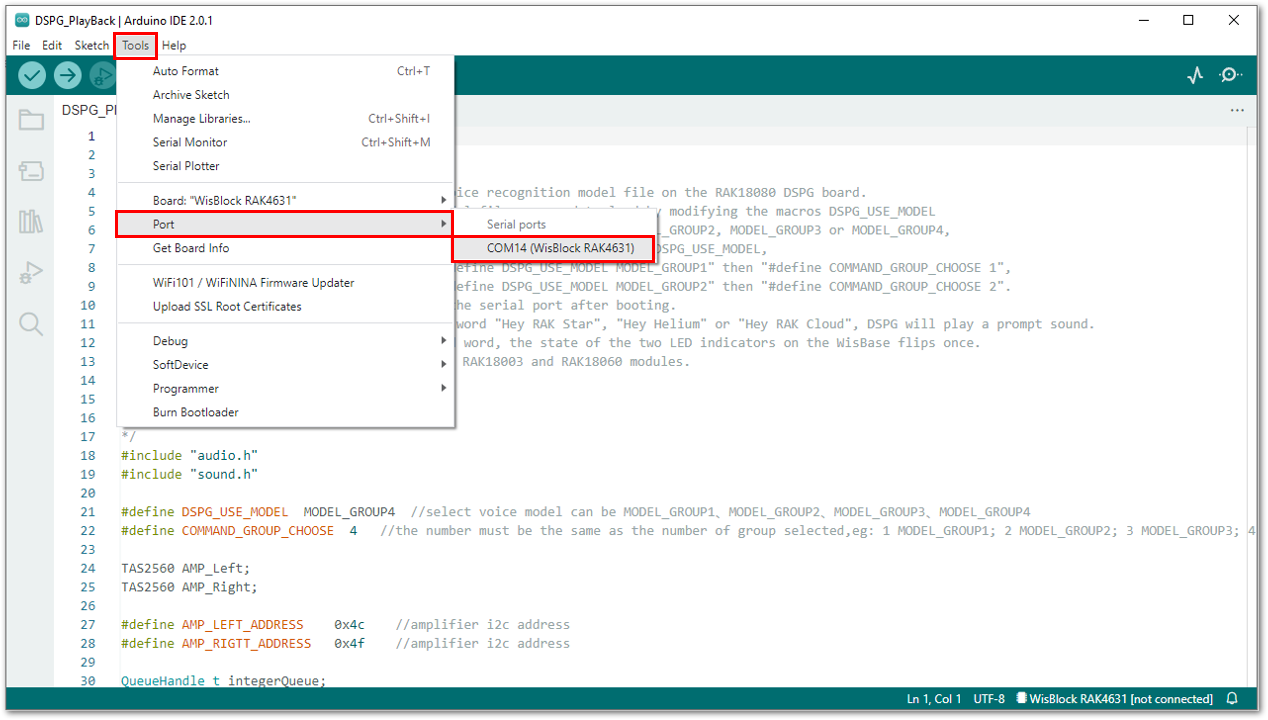 DSPG_PlayBack | Arduino IDE 2.0.1
File Edit Sketch Tools Help
Auto Format Ctrl+T
Archive Sketch
Manage Libraries... Ctrl+Shift+I
Serial Monitor Ctrl+Shift+M
Serial Plotter
Board: "WisBlock RAK4631"
Port
Get Board Info
WiFi101 / WiFiNINA Firmware Updater
Upload SSL Root Certificates
Debug
SoftDevice
Programmer
Burn Bootloader
Serial ports
COM14 (WisBlock RAK4631)
DSPG_Pl
1
2
3
4 ice recognition model file on the RAK18080 DSPG board.
5 modifying the macros DSPG_USE_MODEL
6 _GROUP2, MODEL_GROUP3 or MODEL_GROUP4,
7 DSPG_USE_MODEL,
8 efine DSPG_USE_MODEL MODEL_GROUP1" then "#define COMMAND_GROUP_CHOOSE 1",
9 efine DSPG_USE_MODEL MODEL_GROUP2" then "#define COMMAND_GROUP_CHOOSE 2".
10 he serial port after booting.
11 word "Hey RAK Star", "Hey Helium" or "Hey RAK Cloud", DSPG will play a prompt sound.
12 word, the state of the two LED indicators on the WisBase flips once.
13 RAK18003 and RAK18060 modules.
14
15
16
17 */
18 #include "audio.h"
19 #include "sound.h"
20
21 #define DSPG_USE_MODEL MODEL_GROUP4 //select voice model can be MODEL_GROUP1、MODEL_GROUP2、MODEL_GROUP3、MODEL_GROUP4
22 #define COMMAND_GROUP_CHOOSE 4 //the number must be the same as the number of group selected,eg: 1 MODEL_GROUP1; 2 MODEL_GROUP2; 3 MODEL_GROUP3; 4
23
24 TAS2560 AMP_Left;
25 TAS2560 AMP_Right;
26
27 #define AMP_LEFT_ADDRESS 0x4c //amplifier i2c address
28 #define AMP_RIGTT_ADDRESS 0x4f //amplifier i2c address
29
30 QueueHandle_t integerQueue;
Ln 1, Col 1 UTF-8 WisBlock RAK4631 [not connected]